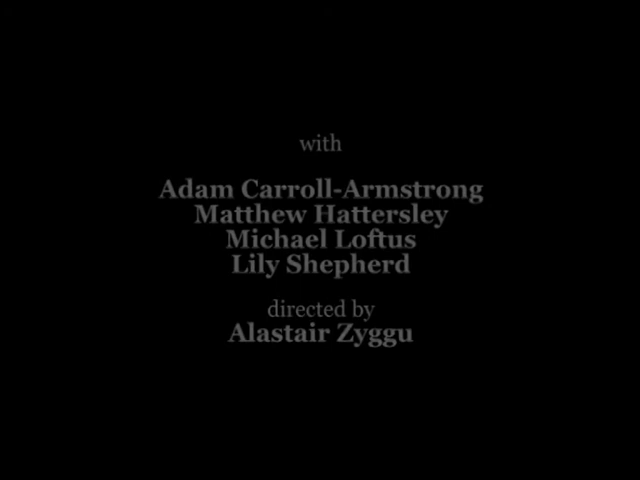 with
Adam Carroll-Armstrong
Matthew Hattersley
Michael Loftus
Lily Shepherd
directed by
Alastair Zyggu